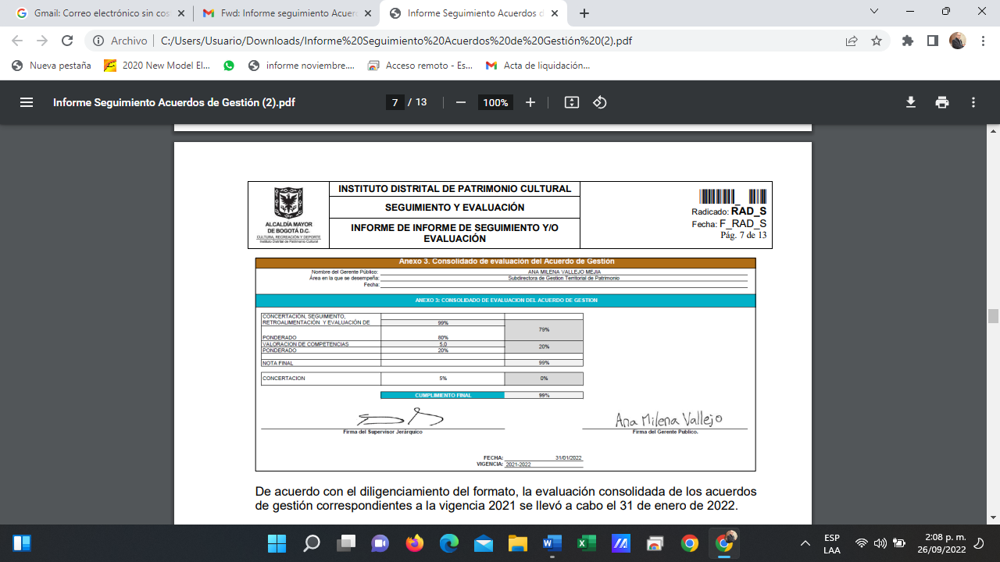 Gmail: Correo electrónico sin cos
Fwd: Informe seguimiento Acuer
Informe Seguimiento Acuerdos d
Archivo
C:/Users/Usuario/Downloads/Informe%20Seguimiento%20Acuerdos%20de%20Gestión%20(2).pdf
Nueva pestaña
2020 New Model El...
informe noviembre....
Acceso remoto - Es...
Acta de liquidación...
Informe Seguimiento Acuerdos de Gestión (2).pdf
7 / 13
100%
ALCALDÍA MAYOR
DE BOGOTÁ D.C.
CULTURA, RECREACIÓN Y DEPORTE
Instituto Distrital de Patrimonio Cultural
INSTITUTO DISTRITAL DE PATRIMONIO CULTURAL
SEGUIMIENTO Y EVALUACIÓN
INFORME DE INFORME DE SEGUIMIENTO Y/O
EVALUACIÓN
Radicado: RAD_S
Fecha: F_RAD_S
Pág. 7 de 13
Anexo 3. Consolidado de evaluación del Acuerdo de Gestión
Nombre del Gerente Público: ANA MILENA VALLEJO MEJIA
Área en la que se desempeña: Subdirectora de Gestion Territorial de Patrimonio
Fecha:
ANEXO 3: CONSOLIDADO DE EVALUACION DEL ACUERDO DE GESTION
CONCERTACION, SEGUIMIENTO,
RETROALIMENTACIÓN Y EVALUACIÓN DE 99%
79%
PONDERADO 80%
VALORACION DE COMPETENCIAS 5,0
20%
PONDERADO 20%
NOTA FINAL 99%
CONCERTACION 5% 0%
CUMPLIMIENTO FINAL 99%
Ana Milena Vallejo
Firma del Supervisor Jerárquico
Firma del Gerente Publico.
FECHA: 31/01/2022
VIGENCIA: 2021-2022
De acuerdo con el diligenciamiento del formato, la evaluación consolidada de los acuerdos
de gestión correspondientes a la vigencia 2021 se llevó a cabo el 31 de enero de 2022.
ESP
LAA
2:08 p. m.
26/09/2022